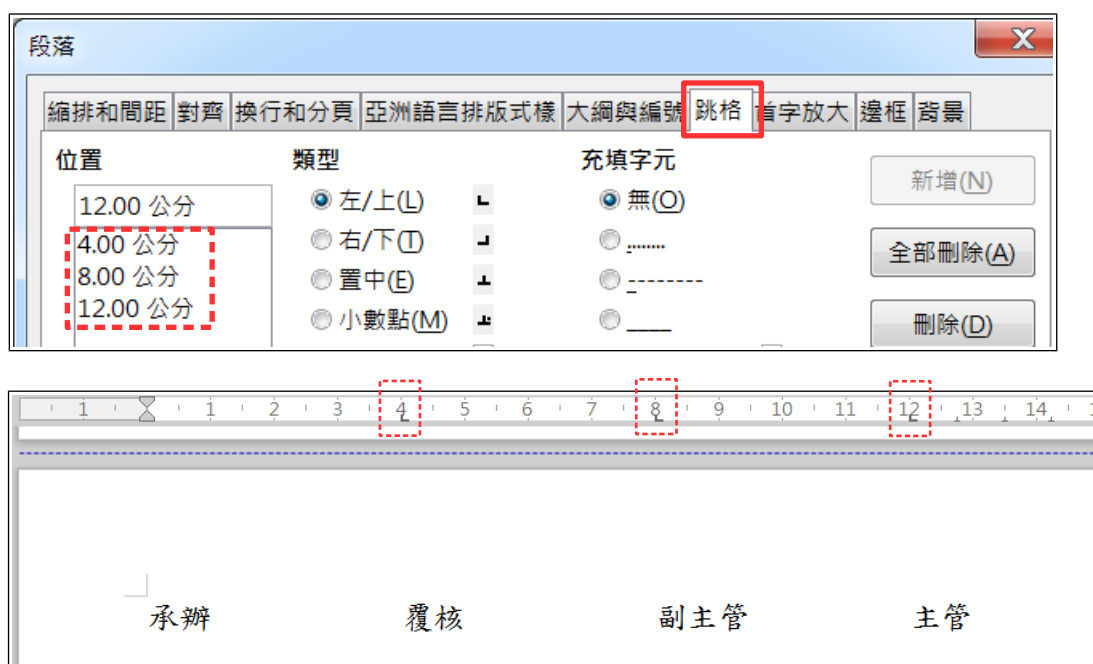 段落
縮排和間距 對齊 換行和分頁 亞洲語言排版式樣 大綱與編號 跳格 首字放大 邊框 背景
位置 類型 充填字元
12.00 公分 左/上(L) 無(O) 新增(N)
4.00 公分 右/下(T) ........ 全部刪除(A)
8.00 公分 置中(E) --------
12.00 公分 小數點(M) ____ 刪除(D)
1 1 2 3 4 5 6 7 8 9 10 11 12 13 14
承辦 覆核 副主管 主管